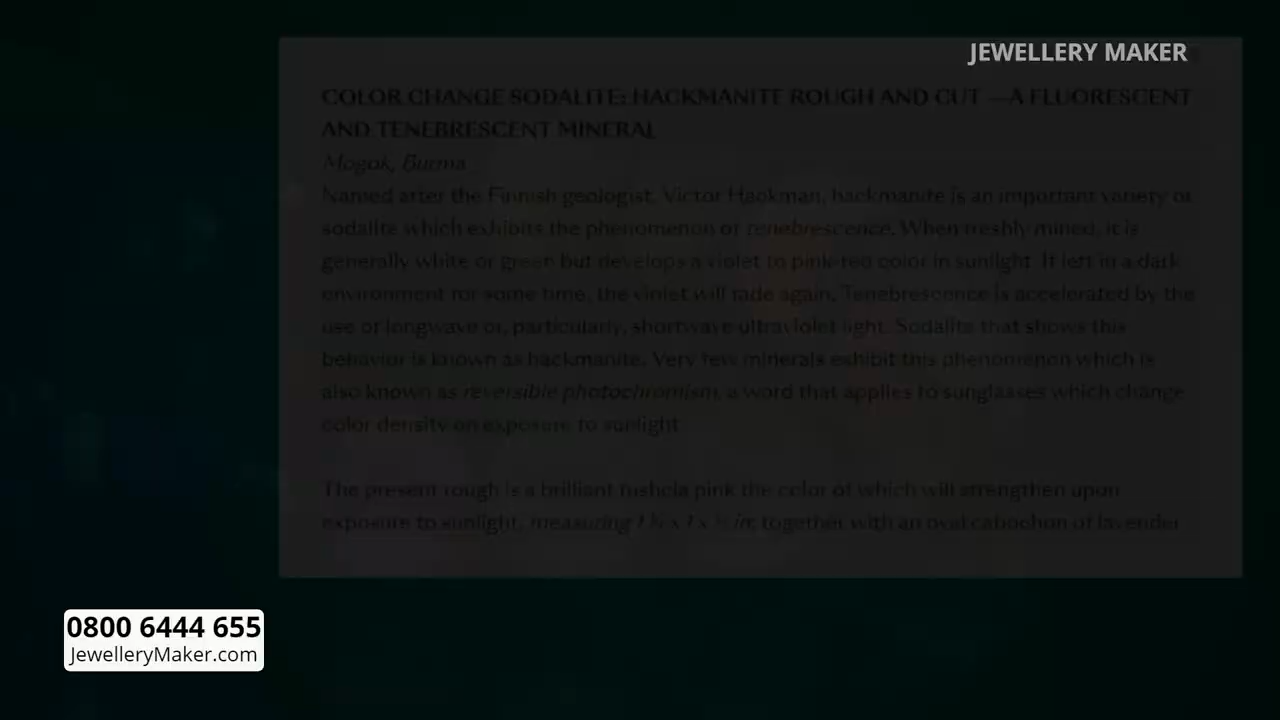 JEWELLERY MAKER
COLOR CHANGE SODALITE: HACKMANITE ROUGH AND CUT —A FLUORESCENT
AND TENEBRESCENT MINERAL
Mogok, Burma
Named after the Finnish geologist, Victor Hackman, hackmanite is an important variety of
sodalite which exhibits the phenomenon of tenebrescence. When freshly mined, it is
generally white or green but develops a violet to pink-red color in sunlight. If left in a dark
environment for some time, the violet will fade again. Tenebrescence is accelerated by the
use of longwave or, particularly, shortwave ultraviolet light. Sodalite that shows this
behavior is known as hackmanite. Very few minerals exhibit this phenomenon which is
also known as reversible photochromism, a word that applies to sunglasses which change
color density on exposure to sunlight.
The present rough is a brilliant fushcia pink the color of which will strengthen upon
exposure to sunlight, measuring in; together with an oval cabochon of lavender
0800 6444 655
JewelleryMaker.com